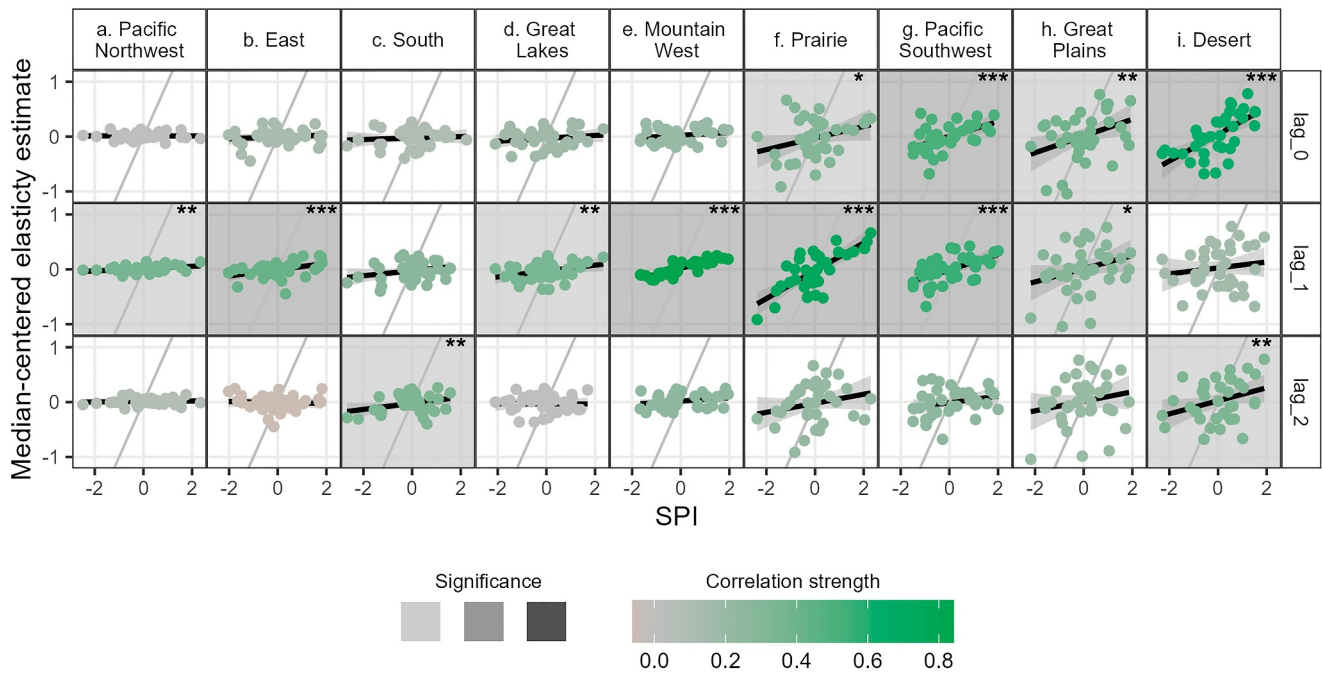 a. Pacific
Northwest
b. East
c. South
d. Great
Lakes
e. Mountain
West
f. Prairie
g. Pacific
Southwest
h. Great
Plains
i. Desert
Median-centered elasticty estimate
1
0
-1
* *** ** ***
lag_0
1
0
-1
** *** ** *** *** *** *
lag_1
1
0
-1
** **
lag_2
-2 0 2 -2 0 2 -2 0 2 -2 0 2 -2 0 2 -2 0 2 -2 0 2 -2 0 2 -2 0 2
SPI
Significance
Correlation strength
0.0 0.2 0.4 0.6 0.8